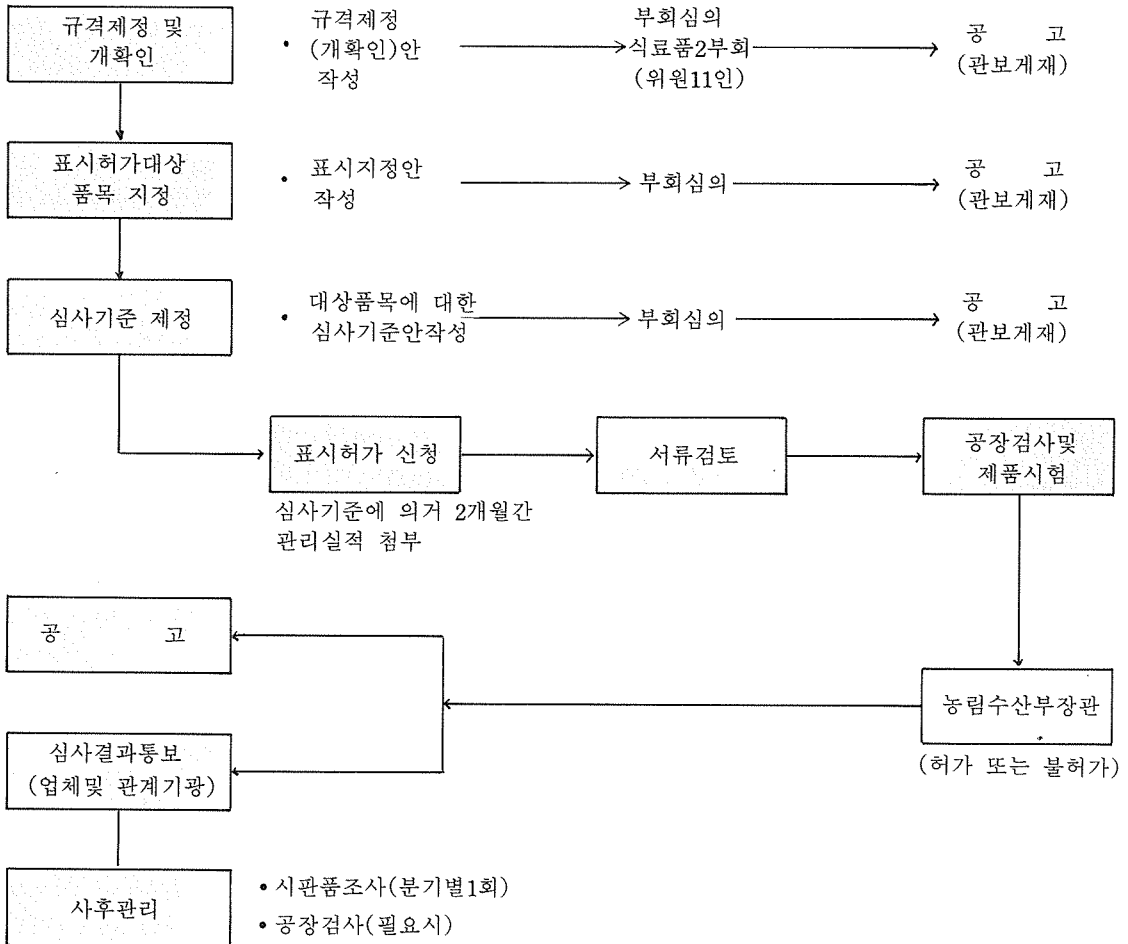 규격제정 및
개확인
• 규격제정
(개확인)안
작성
부회심의
식료품2부회
(위원11인)
공 고
(관보게재)
표시허가대상
품목 지정
• 표시지정안
작성
부회심의
공 고
(관보게재)
심사기준 제정
• 대상품목에 대한
심사기준안작성
부회심의
공 고
(관보게재)
표시허가 신청
심사기준에 의거 2개월간
관리실적 첨부
서류검토
공장검사및
제품시험
공 고
농림수산부장관
(허가 또는 불허가)
심사결과통보
(업체및 관계기광)
사후관리
• 시판품조사(분기별1회)
• 공장검사(필요시)